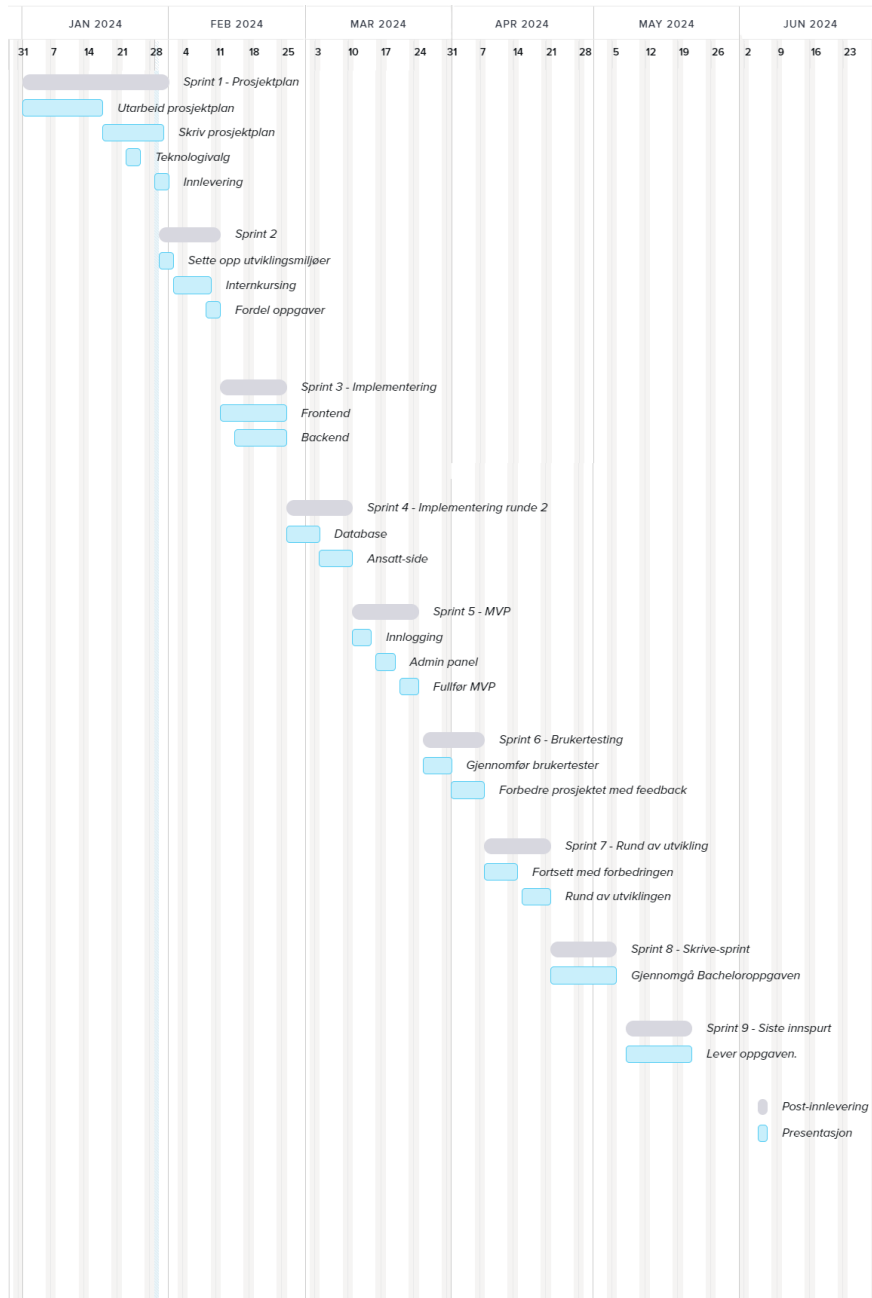 JAN 2024 FEB 2024 MAR 2024 APR 2024 MAY 2024 JUN 2024
31 7 14 21 28 4 11 18 25 3 10 17 24 31 7 14 21 28 5 12 19 26 2 9 16 23
Sprint 1 - Prosjektplan
Utarbeid prosjektplan
Skriv prosjektplan
Teknologivalg
Innlevering
Sprint 2
Sette opp utviklingsmiljøer
Internkursing
Fordel oppgaver
Sprint 3 - Implementering
Frontend
Backend
Sprint 4 - Implementering runde 2
Database
Ansatt-side
Sprint 5 - MVP
Innlogging
Admin panel
Fullfør MVP
Sprint 6 - Brukertesting
Gjennomfør brukertester
Forbedre prosjektet med feedback
Sprint 7 - Rund av utvikling
Fortsett med forbedringen
Rund av utviklingen
Sprint 8 - Skrive-sprint
Gjennomgå Bacheloroppgaven
Sprint 9 - Siste innspurt
Lever oppgaven.
Post-innlevering
Presentasjon